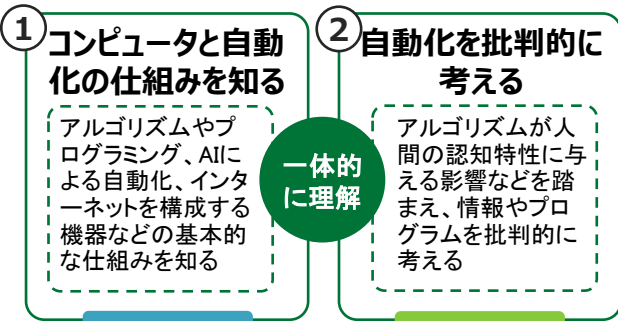 ①
コンピュータと自動
化の仕組みを知る
アルゴリズムやプ
ログラミング、AIに
よる自動化、インタ
ーネットを構成する
機器などの基本的
な仕組みを知る
一体的
に理解
②
自動化を批判的に
考える
アルゴリズムが人
間の認知特性に与
える影響などを踏
まえ、情報やプロ
グラムを批判的に
考える